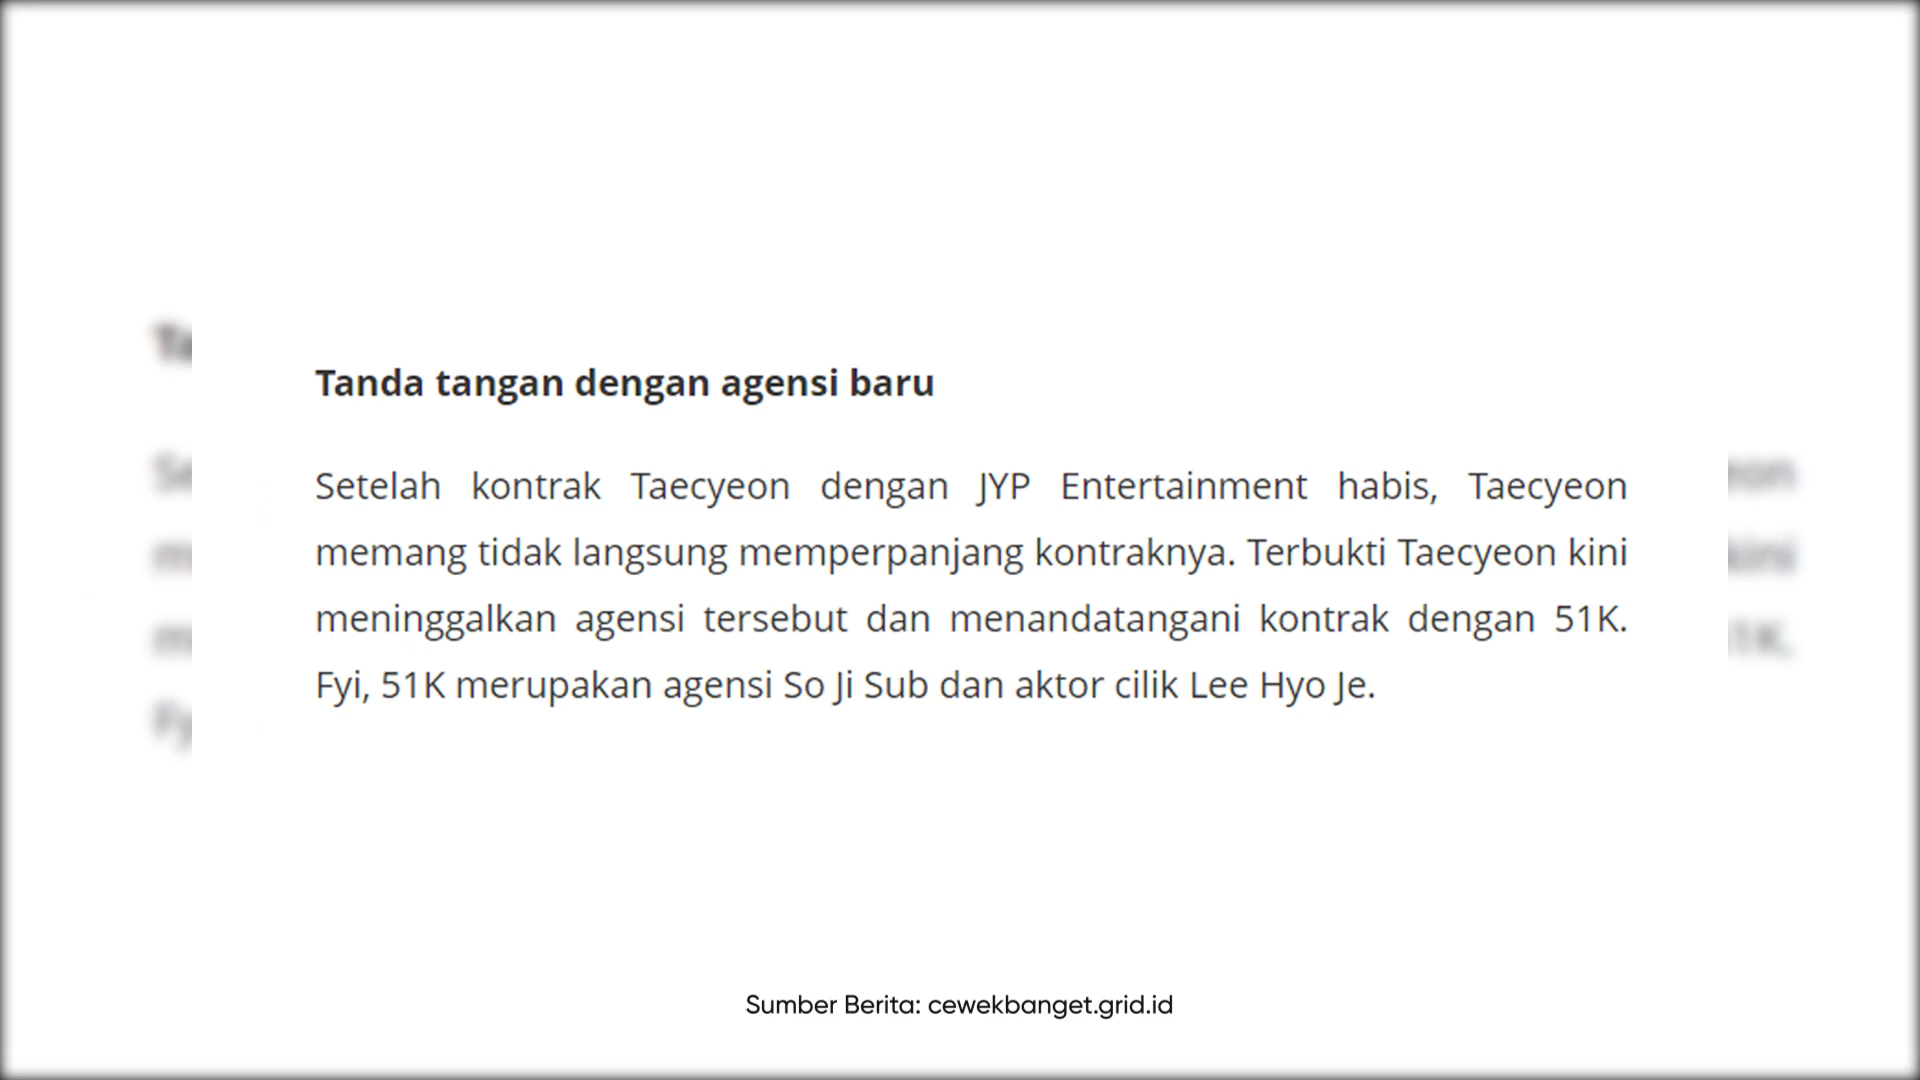 Tanda tangan dengan agensi baru
Setelah kontrak Taecyeon dengan JYP Entertainment habis, Taecyeon
memang tidak langsung memperpanjang kontraknya. Terbukti Taecyeon kini
meninggalkan agensi tersebut dan menandatangani kontrak dengan 51K.
Fyi, 51K merupakan agensi So Ji Sub dan aktor cilik Lee Hyo Je.
Sumber Berita: cewekbanget.grid.id